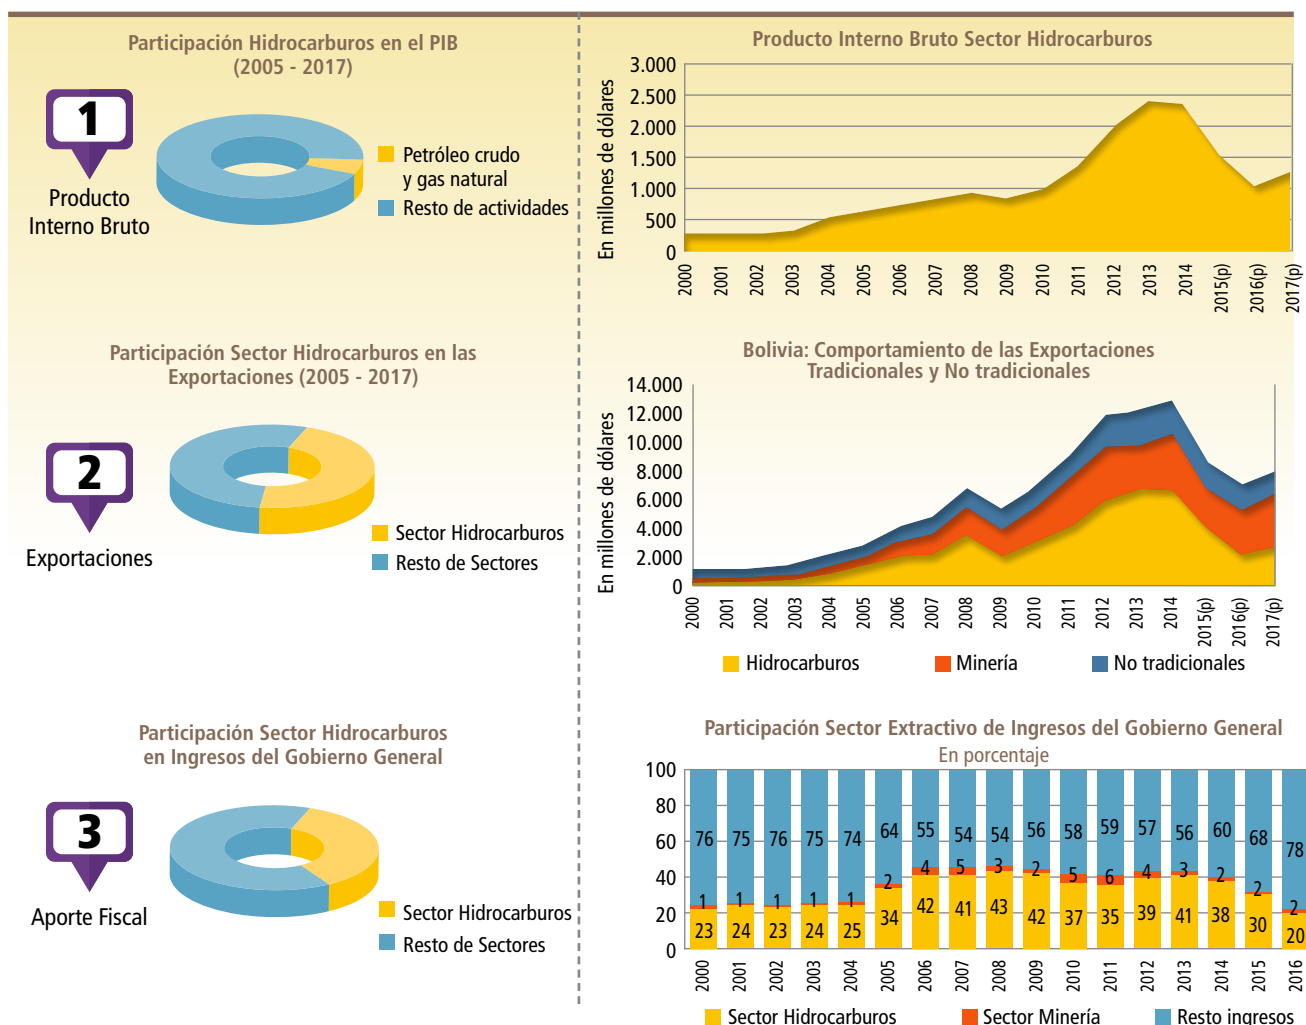 Participación Hidrocarburos en el PIB
(2005 - 2017)
1
Producto
Interno Bruto
Petróleo crudo
y gas natural
Resto de actividades
Producto Interno Bruto Sector Hidrocarburos
En millones de dólares
3.000
2.500
2.000
1.500
1.000
500
0
2000
2001
2002
2003
2004
2005
2006
2007
2008
2009
2010
2011
2012
2013
2014
2015(p)
2016(p)
2017(p)
Participación Sector Hidrocarburos en las
Exportaciones (2005 - 2017)
2
Exportaciones
Sector Hidrocarburos
Resto de Sectores
Bolivia: Comportamiento de las Exportaciones
Tradicionales y No tradicionales
En millones de dólares
14.000
12.000
10.000
8.000
6.000
4.000
2.000
0
2000
2001
2002
2003
2004
2005
2006
2007
2008
2009
2010
2011
2012
2013
2014
2015(p)
2016(p)
2017(p)
Hidrocarburos
Minería
No tradicionales
Participación Sector Hidrocarburos
en Ingresos del Gobierno General
3
Aporte Fiscal
Sector Hidrocarburos
Resto de Sectores
Participación Sector Extractivo de Ingresos del Gobierno General
En porcentaje
100
80
60
40
20
0
76 75 76 75 74 64 55 54 54 56 58 59 57 56 60 68 78
1 1 1 1 1 2 4 5 3 2 5 6 4 3 2 2 2
23 24 23 24 25 34 42 41 43 42 37 35 39 41 38 30 20
2000
2001
2002
2003
2004
2005
2006
2007
2008
2009
2010
2011
2012
2013
2014
2015
2016
Sector Hidrocarburos
Sector Minería
Resto ingresos